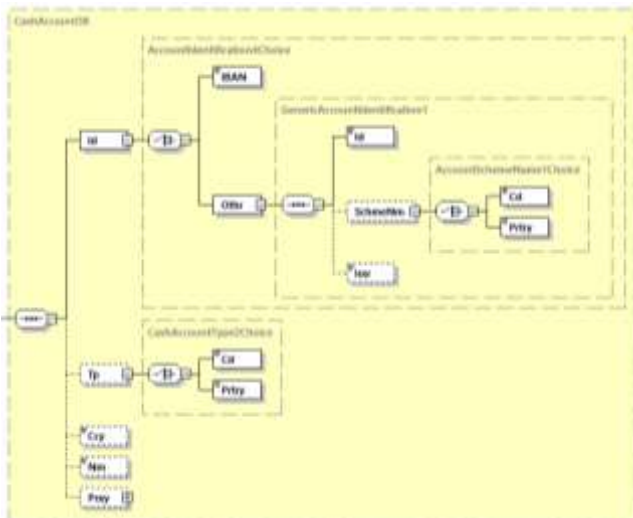 CashAccount38
AccountIdentification4Choice
IBAN
GenericAccountIdentification1
Id
Id
AccountSchemeName1Choice
Cd
Othr
SchmeNm
Prtry
Issr
CashAccountType2Choice
Cd
Tp
Prtry
Ccy
Nm
Prxy